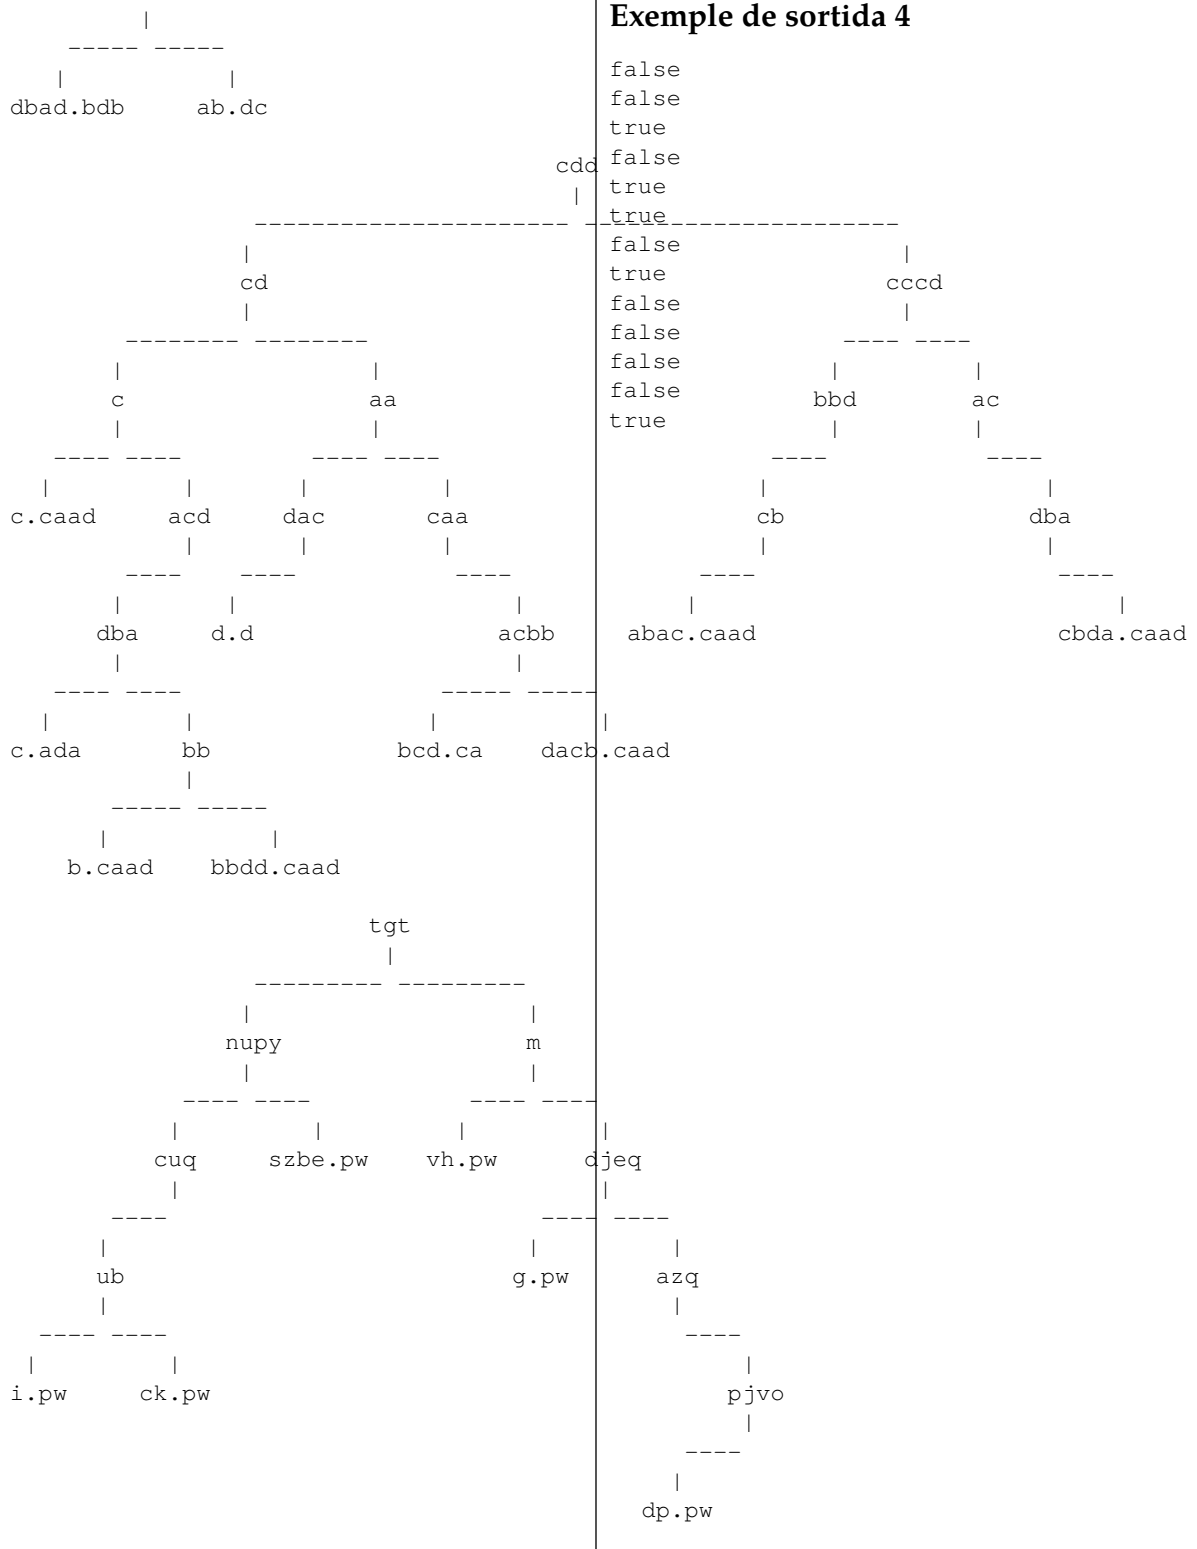 |
----- -----
| |
dbad.bdb ab.dc
cdd
|
---------------------- ----------------------
| |
cd cccd
| |
-------- -------- ---- ----
| | | |
c aa bbd ac
| | | |
---- ---- ---- ---- ---- ----
| | | | | |
c.caad acd dac caa cb dba
| | | | |
---- ---- ---- ---- ----
| | | | |
dba d.d acbb abac.caad cbda.caad
| |
---- ---- ----- -----
| | | |
c.ada bb bcd.ca dacb.caad
|
----- -----
| |
b.caad bbdd.caad
tgt
|
--------- ---------
| |
nupy m
| |
---- ---- ---- ----
| | | |
cuq szbe.pw vh.pw djeq
| |
---- ---- ----
| | |
ub g.pw azq
| |
---- ---- ----
| | |
i.pw ck.pw pjvo
|
----
|
dp.pw
Exemple de sortida 4
false
false
true
false
true
true
false
true
false
false
false
false
true